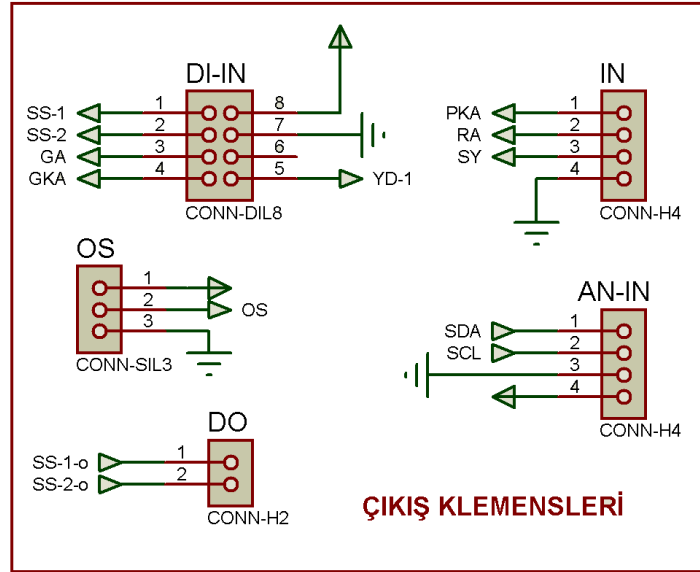 DI-IN
SS-1 1 8
SS-2 2 7
GA 3 6
GKA 4 5 YD-1
CONN-DIL8
IN
PKA 1
RA 2
SY 3
4
CONN-H4
OS
1
2 OS
3
CONN-SIL3
AN-IN
SDA 1
SCL 2
3
4
CONN-H4
DO
SS-1-o 1
SS-2-o 2
CONN-H2
ÇIKIŞ KLEMENSLERİ